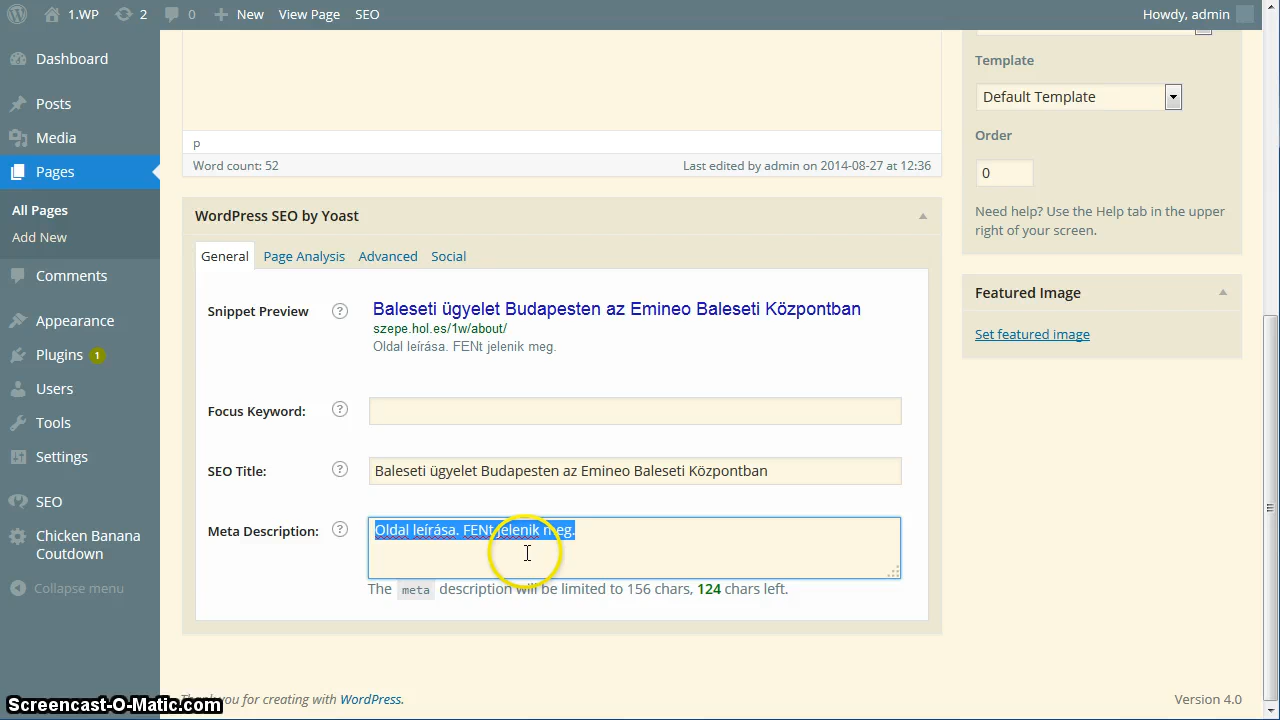 1.WP 2 0 New View Page SEO Howdy, admin
Dashboard
Posts
Media
Pages
All Pages
Add New
Comments
Appearance
Plugins 1
Users
Tools
Settings
SEO
Chicken Banana
Coutdown
Collapse menu
p
Word count: 52 Last edited by admin on 2014-08-27 at 12:36
WordPress SEO by Yoast
General Page Analysis Advanced Social
Snippet Preview ? Baleseti ügyelet Budapesten az Emineo Baleseti Központban
szepe.hol.es/1w/about/
Oldal leírása. FENt jelenik meg.
Focus Keyword: ?
SEO Title: ? Baleseti ügyelet Budapesten az Emineo Baleseti Központban
Meta Description: ? Oldal leírása. FENt jelenik meg.
The meta description will be limited to 156 chars, 124 chars left.
Template
Default Template
Order
0
Need help? Use the Help tab in the upper
right of your screen.
Featured Image
Set featured image
Thank you for creating with WordPress. Version 4.0
Screencast-O-Matic.com